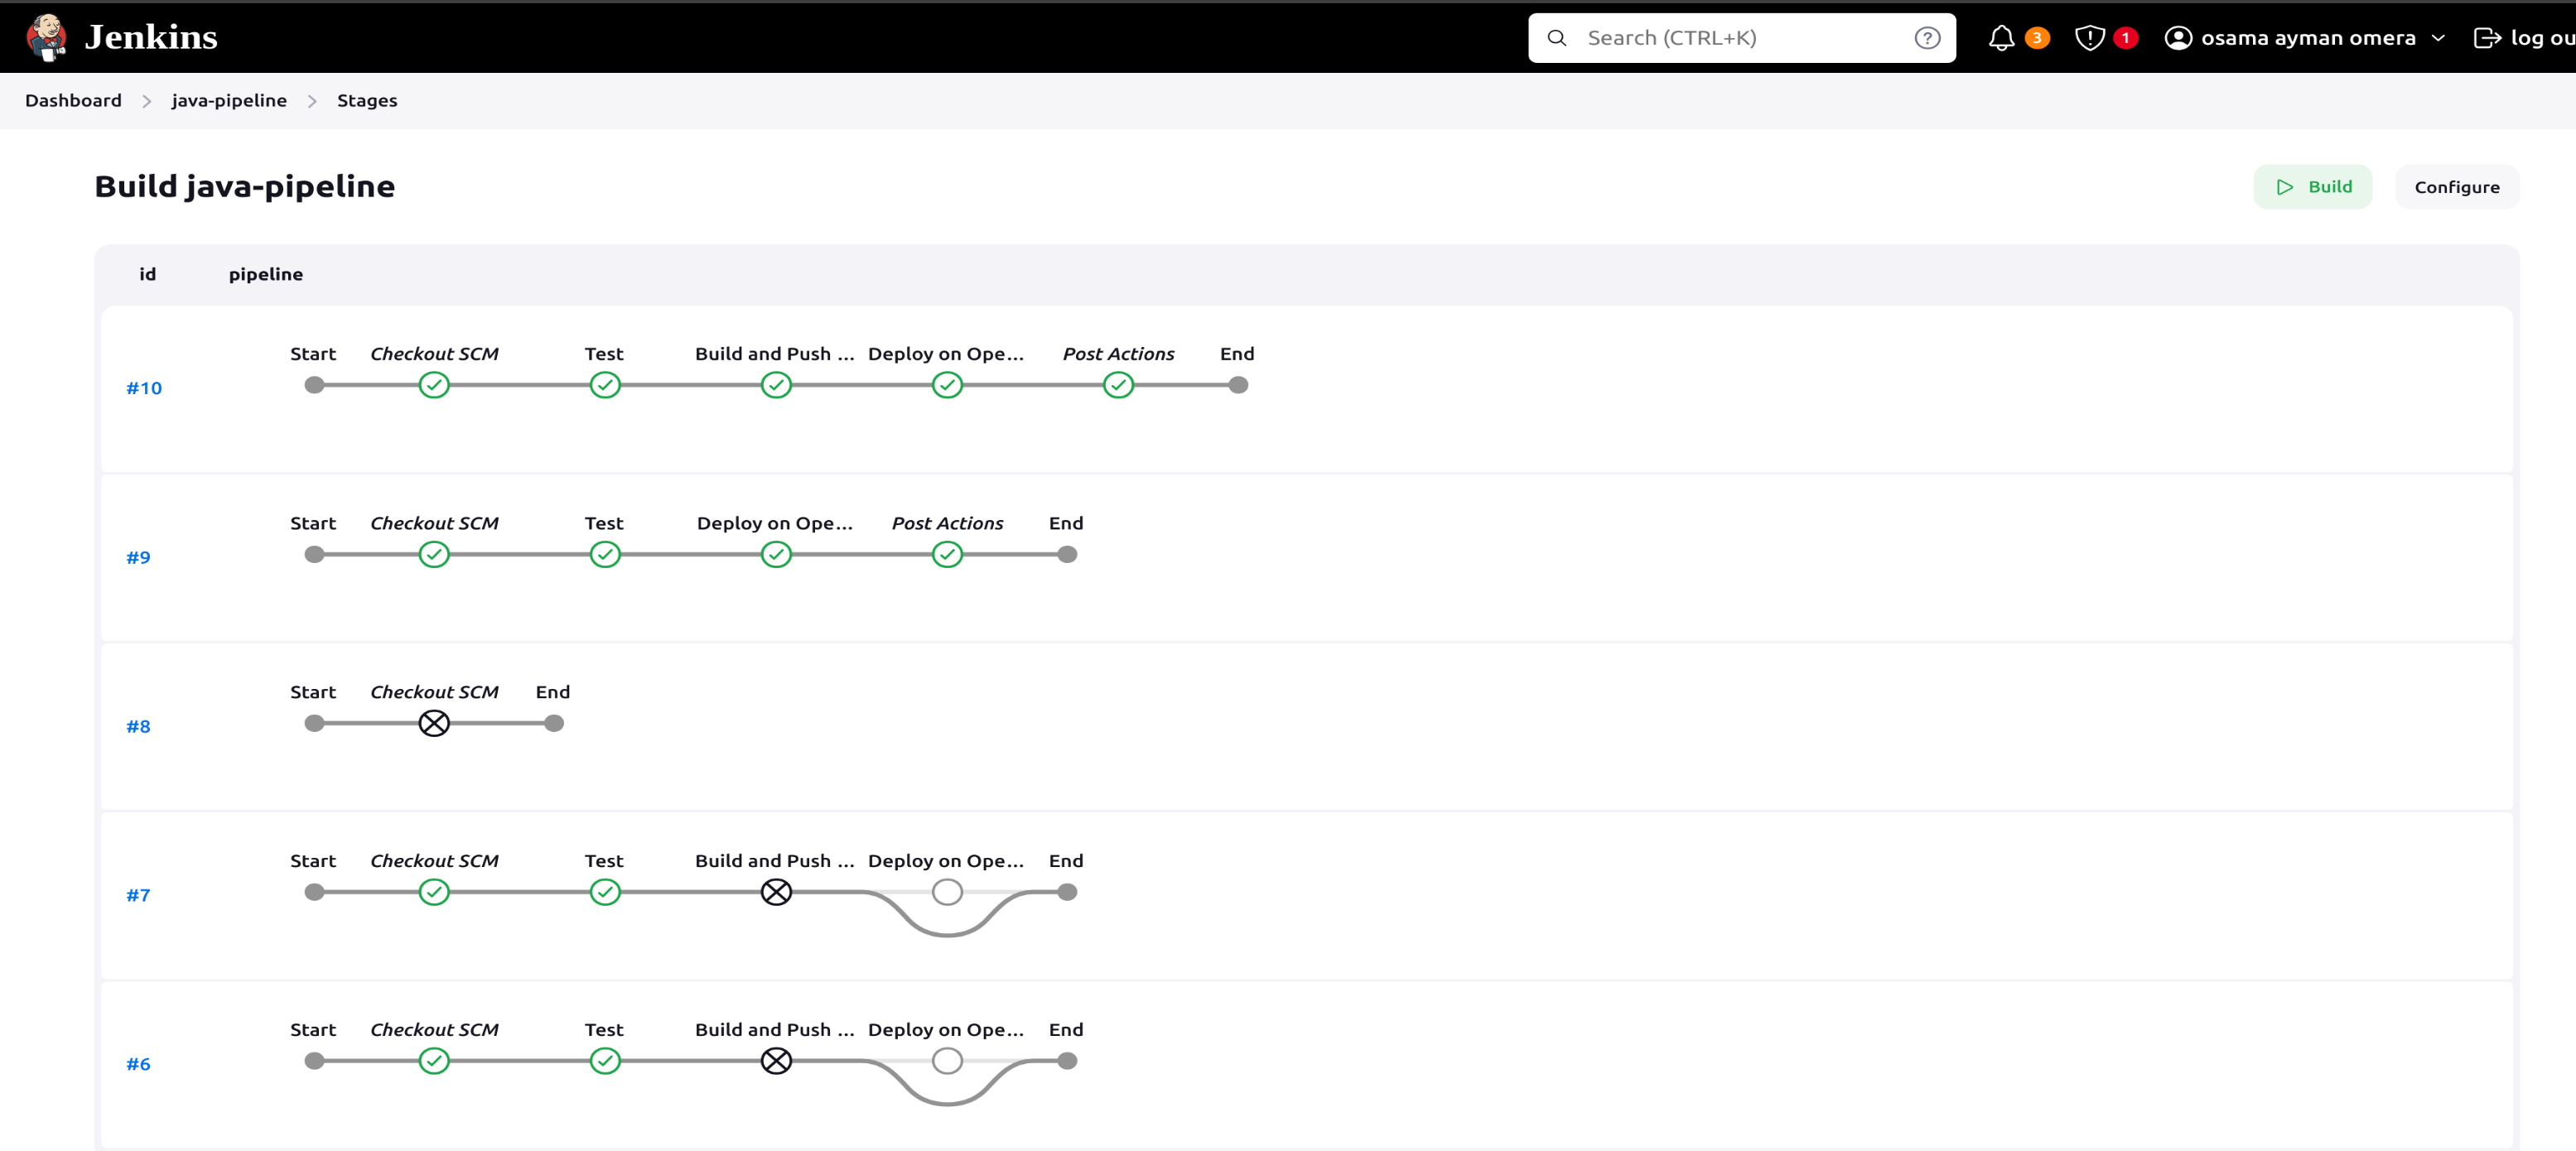 Jenkins Search (CTRL+K) ? 3 1 osama ayman omera log ou
Dashboard > java-pipeline > Stages
Build java-pipeline Build Configure
id pipeline
Start Checkout SCM Test Build and Push ... Deploy on Ope... Post Actions End
#10
Start Checkout SCM Test Deploy on Ope... Post Actions End
#9
Start Checkout SCM End
#8
Start Checkout SCM Test Build and Push ... Deploy on Ope... End
#7
Start Checkout SCM Test Build and Push ... Deploy on Ope... End
#6